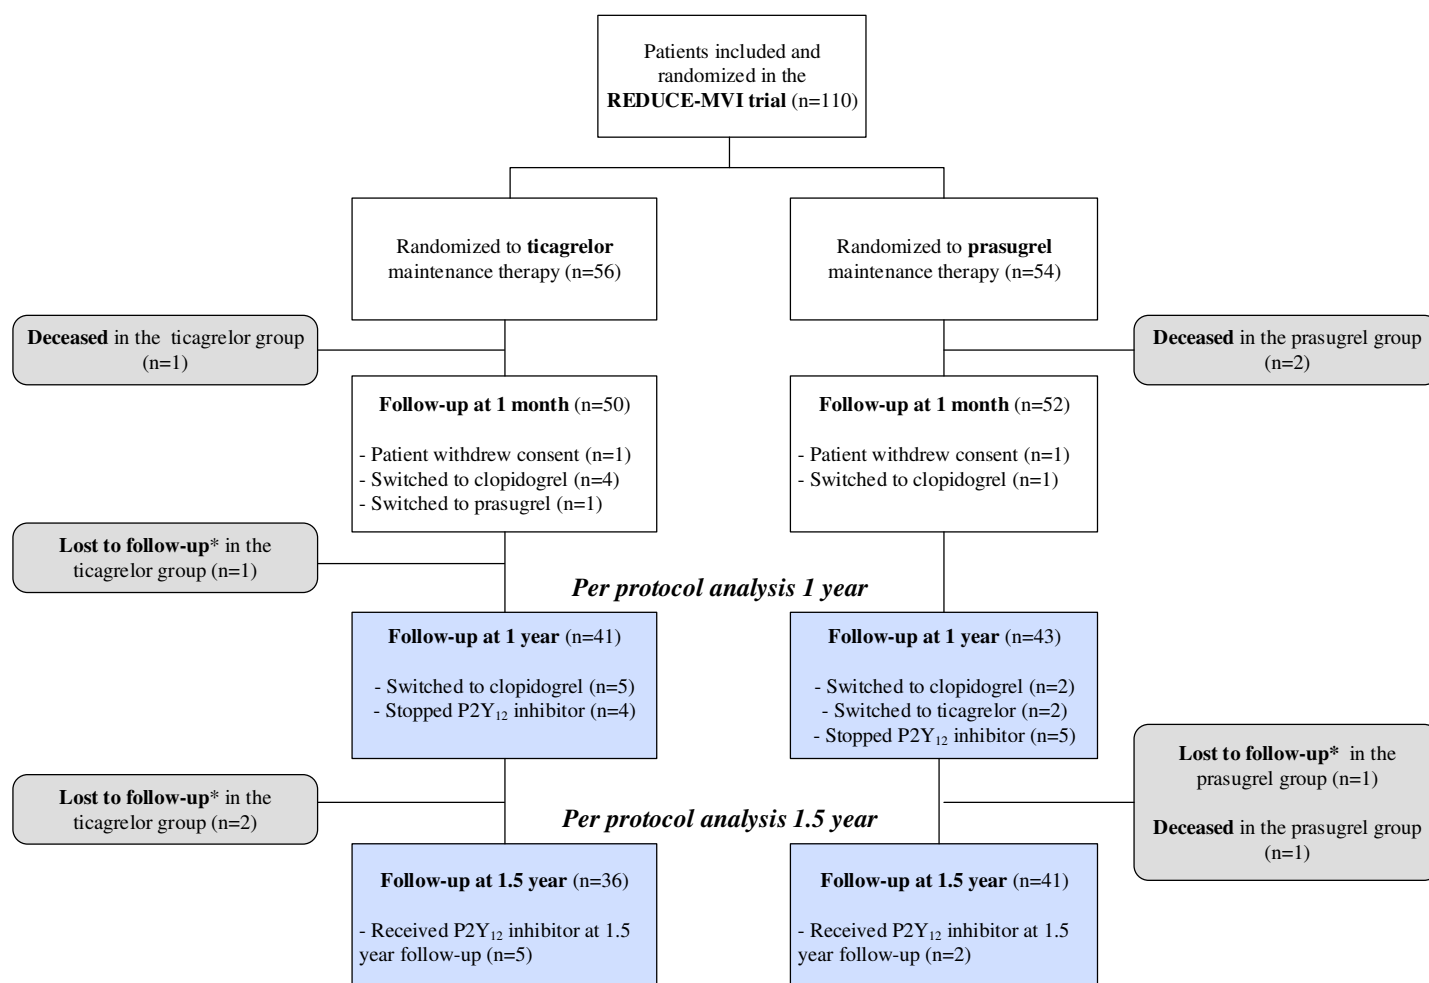 Patients included and
randomized in the
REDUCE-MVI trial (n=110)
Randomized to ticagrelor
maintenance therapy (n=56)
Randomized to prasugrel
maintenance therapy (n=54)
Deceased in the ticagrelor group
(n=1)
Deceased in the prasugrel group
(n=2)
Follow-up at 1 month (n=50)
- Patient withdrew consent (n=1)
- Switched to clopidogrel (n=4)
- Switched to prasugrel (n=1)
Follow-up at 1 month (n=52)
- Patient withdrew consent (n=1)
- Switched to clopidogrel (n=1)
Lost to follow-up* in the
ticagrelor group (n=1)
Per protocol analysis 1 year
Follow-up at 1 year (n=41)
- Switched to clopidogrel (n=5)
- Stopped P2Y₁₂ inhibitor (n=4)
Follow-up at 1 year (n=43)
- Switched to clopidogrel (n=2)
- Switched to ticagrelor (n=2)
- Stopped P2Y₁₂ inhibitor (n=5)
Lost to follow-up* in the
ticagrelor group (n=2)
Lost to follow-up* in the
prasugrel group (n=1)
Deceased in the prasugrel group
(n=1)
Per protocol analysis 1.5 year
Follow-up at 1.5 year (n=36)
- Received P2Y₁₂ inhibitor at 1.5
year follow-up (n=5)
Follow-up at 1.5 year (n=41)
- Received P2Y₁₂ inhibitor at 1.5
year follow-up (n=2)